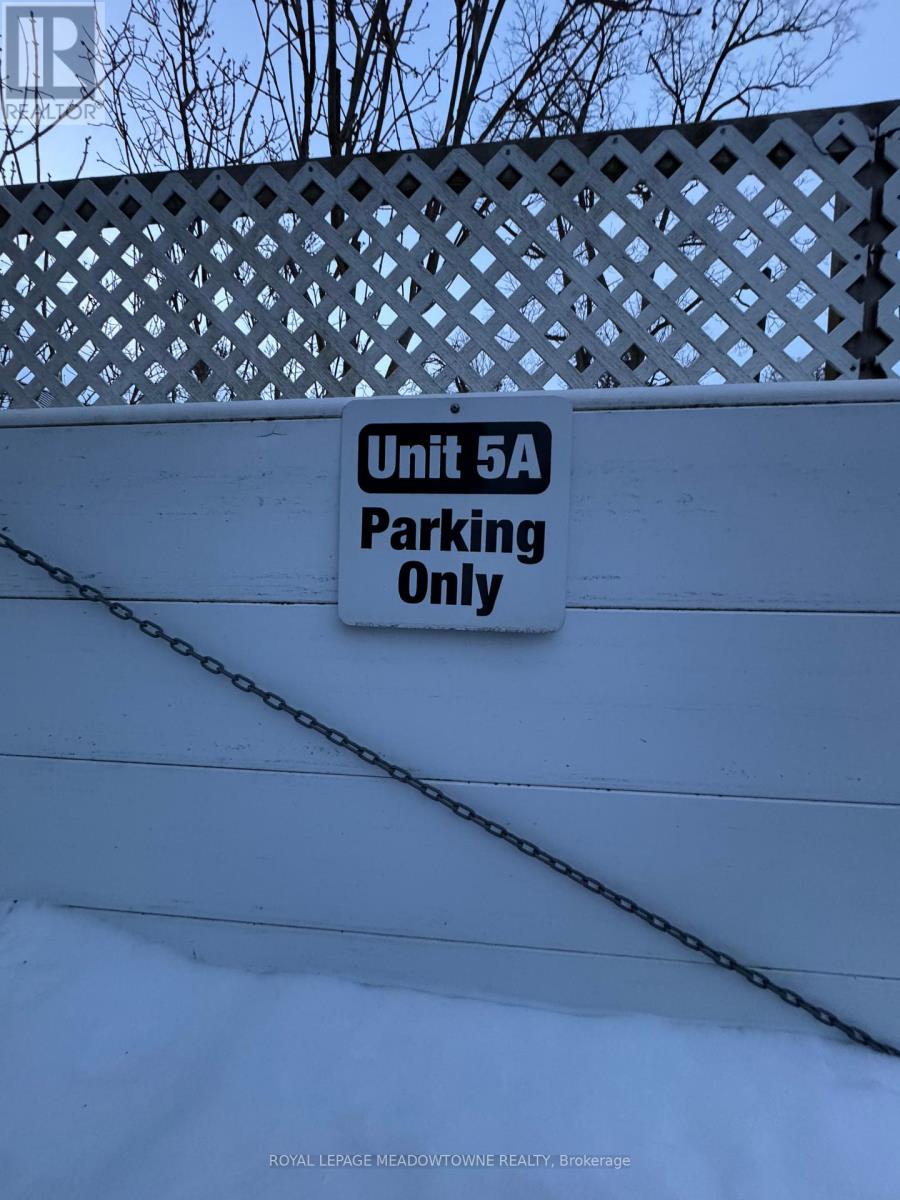 R
REALTOR®
Unit 5A
Parking
Only
ROYAL LEPAGE MEADOWTOWNE REALTY, Brokerage